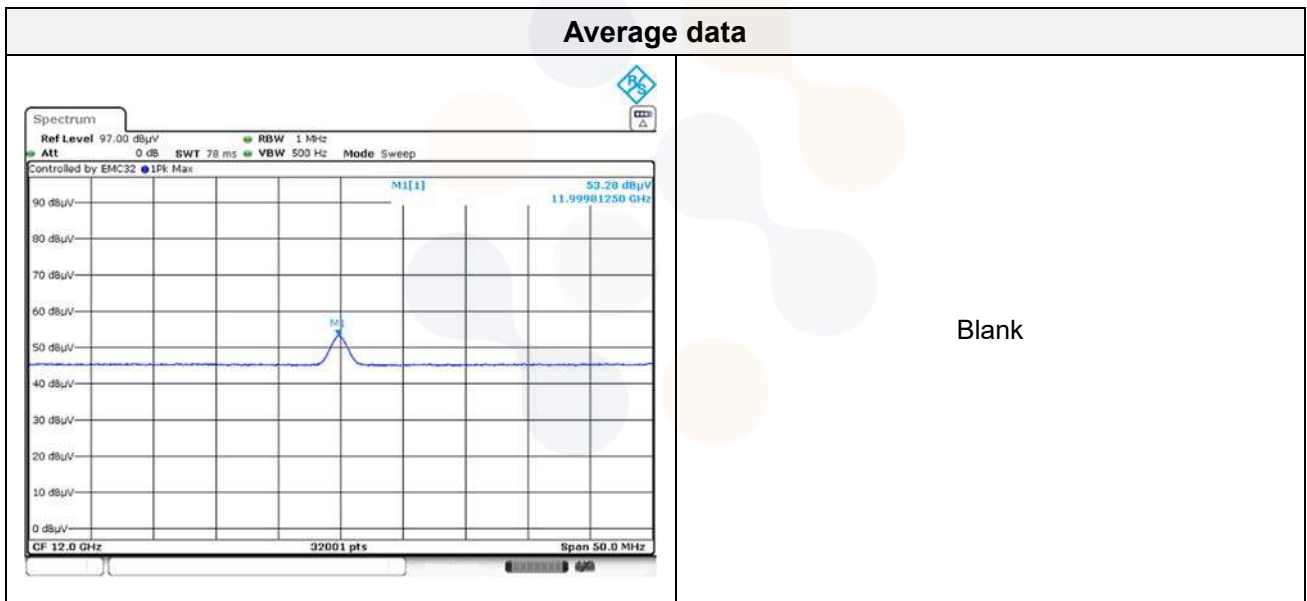 Average data
R&S
Spectrum
Ref Level 97.00 dBµV RBW 1 MHz
Att 0 dB SWT 78 ms VBW 500 Hz Mode Sweep
Controlled by EMC32 1Pk Max
M1[1] 53.28 dBµV
11.99981250 GHz
90 dBµV
80 dBµV
70 dBµV
60 dBµV
M1
50 dBµV
40 dBµV
30 dBµV
20 dBµV
10 dBµV
0 dBµV
CF 12.0 GHz 32001 pts Span 50.0 MHz
Blank